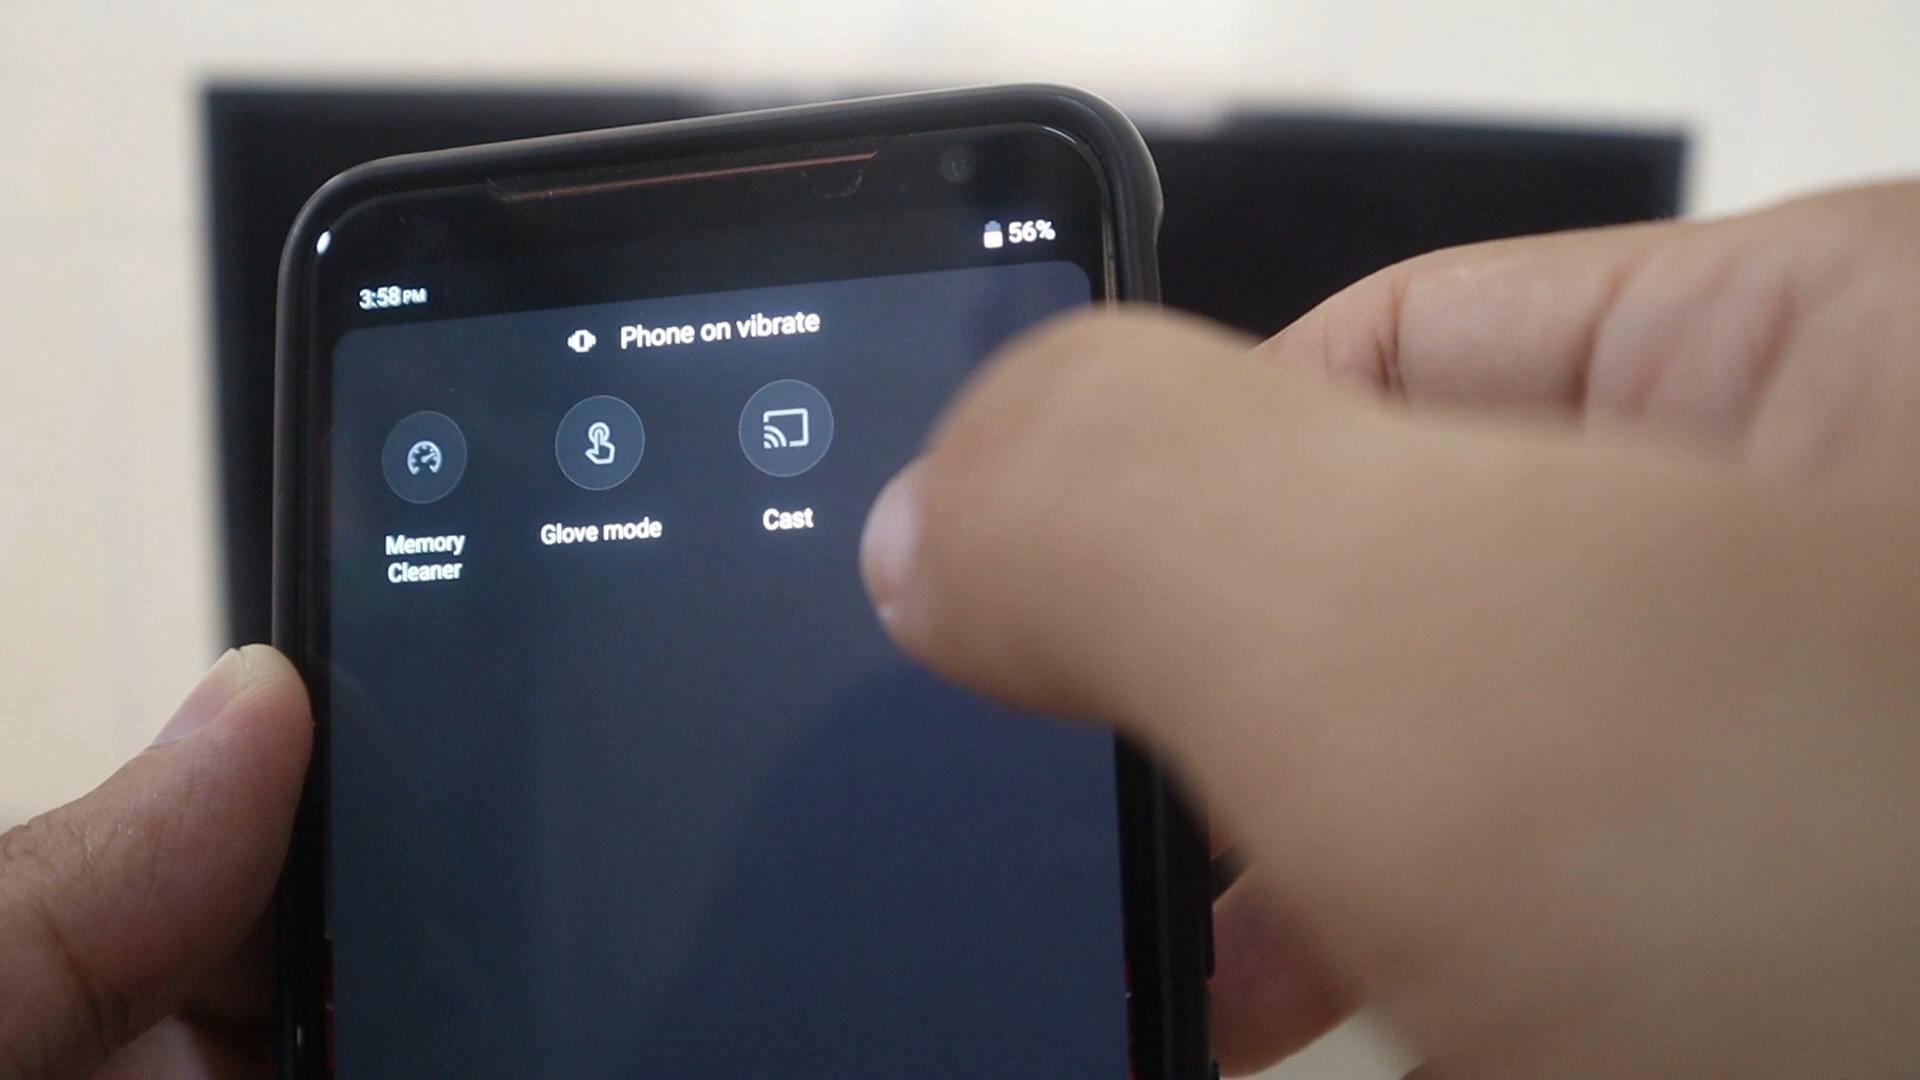 56%
3:58 PM
Phone on vibrate
Memory
Cleaner
Glove mode
Cast